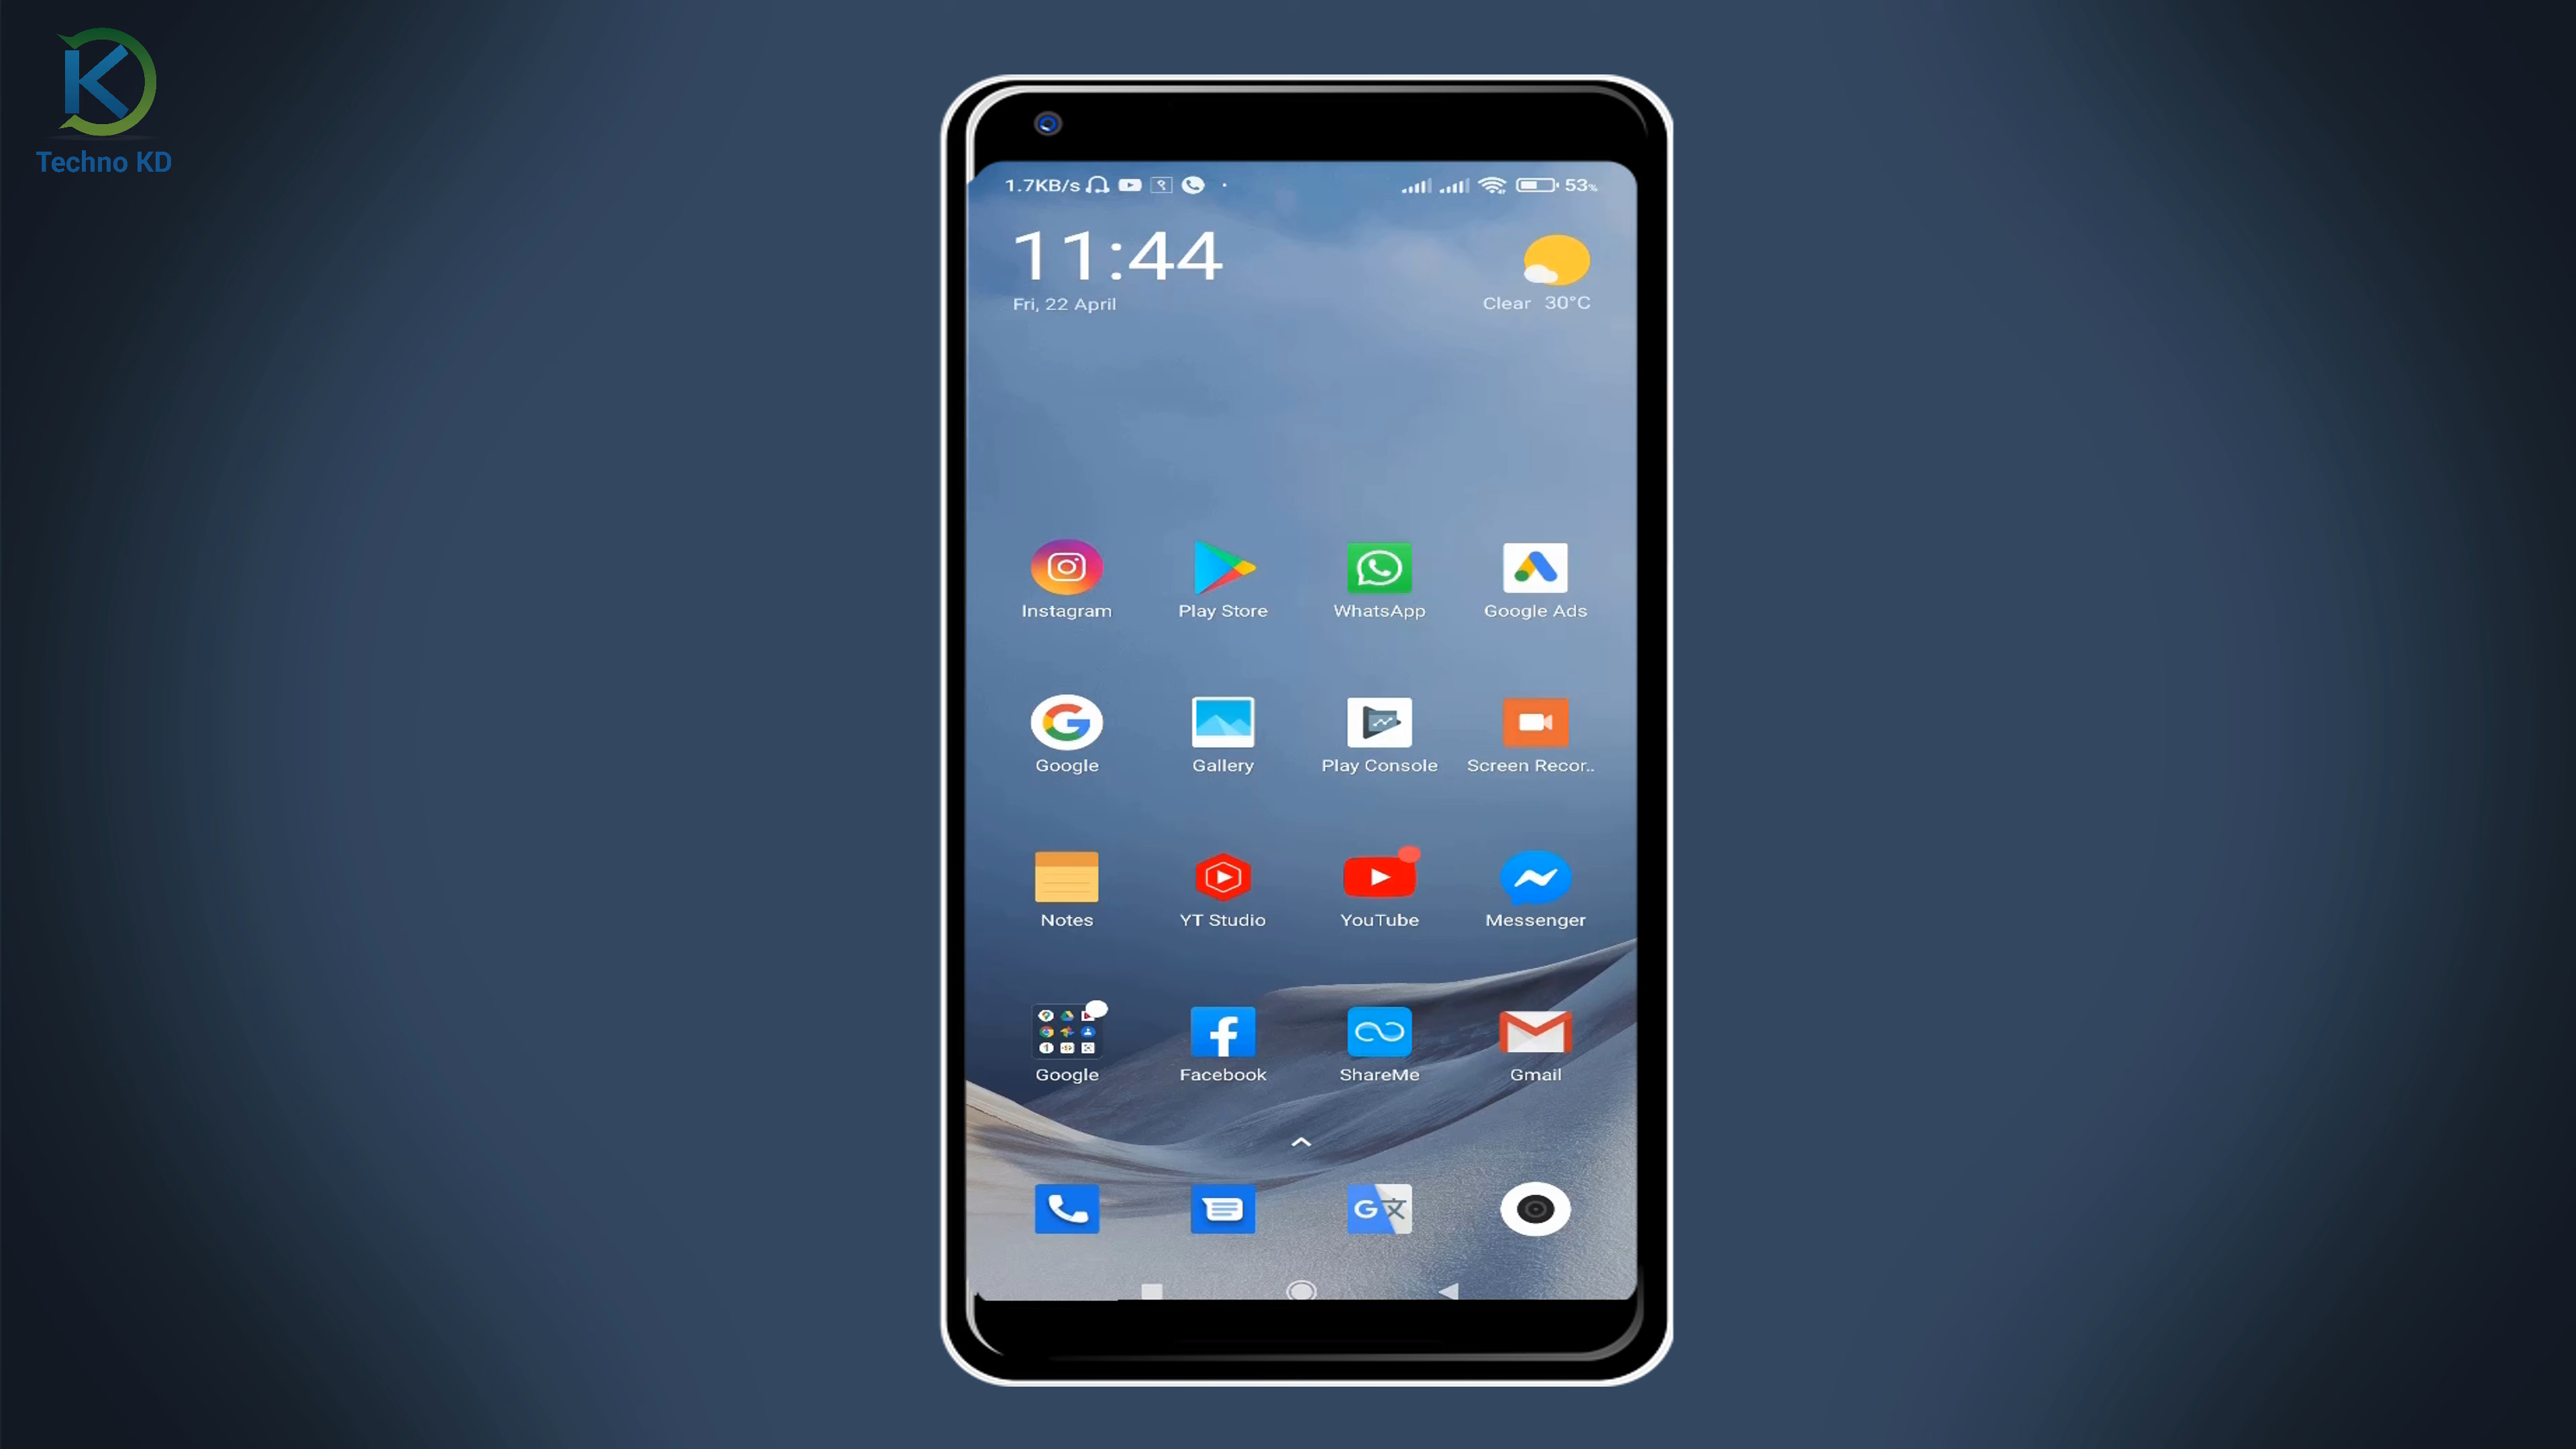 Techno KD
1.7KB/s
53%
11:44
Fri, 22 April
Clear 30°C
Instagram
Play Store
WhatsApp
Google Ads
Google
Gallery
Play Console
Screen Recor..
Notes
YT Studio
YouTube
Messenger
Google
Facebook
ShareMe
Gmail